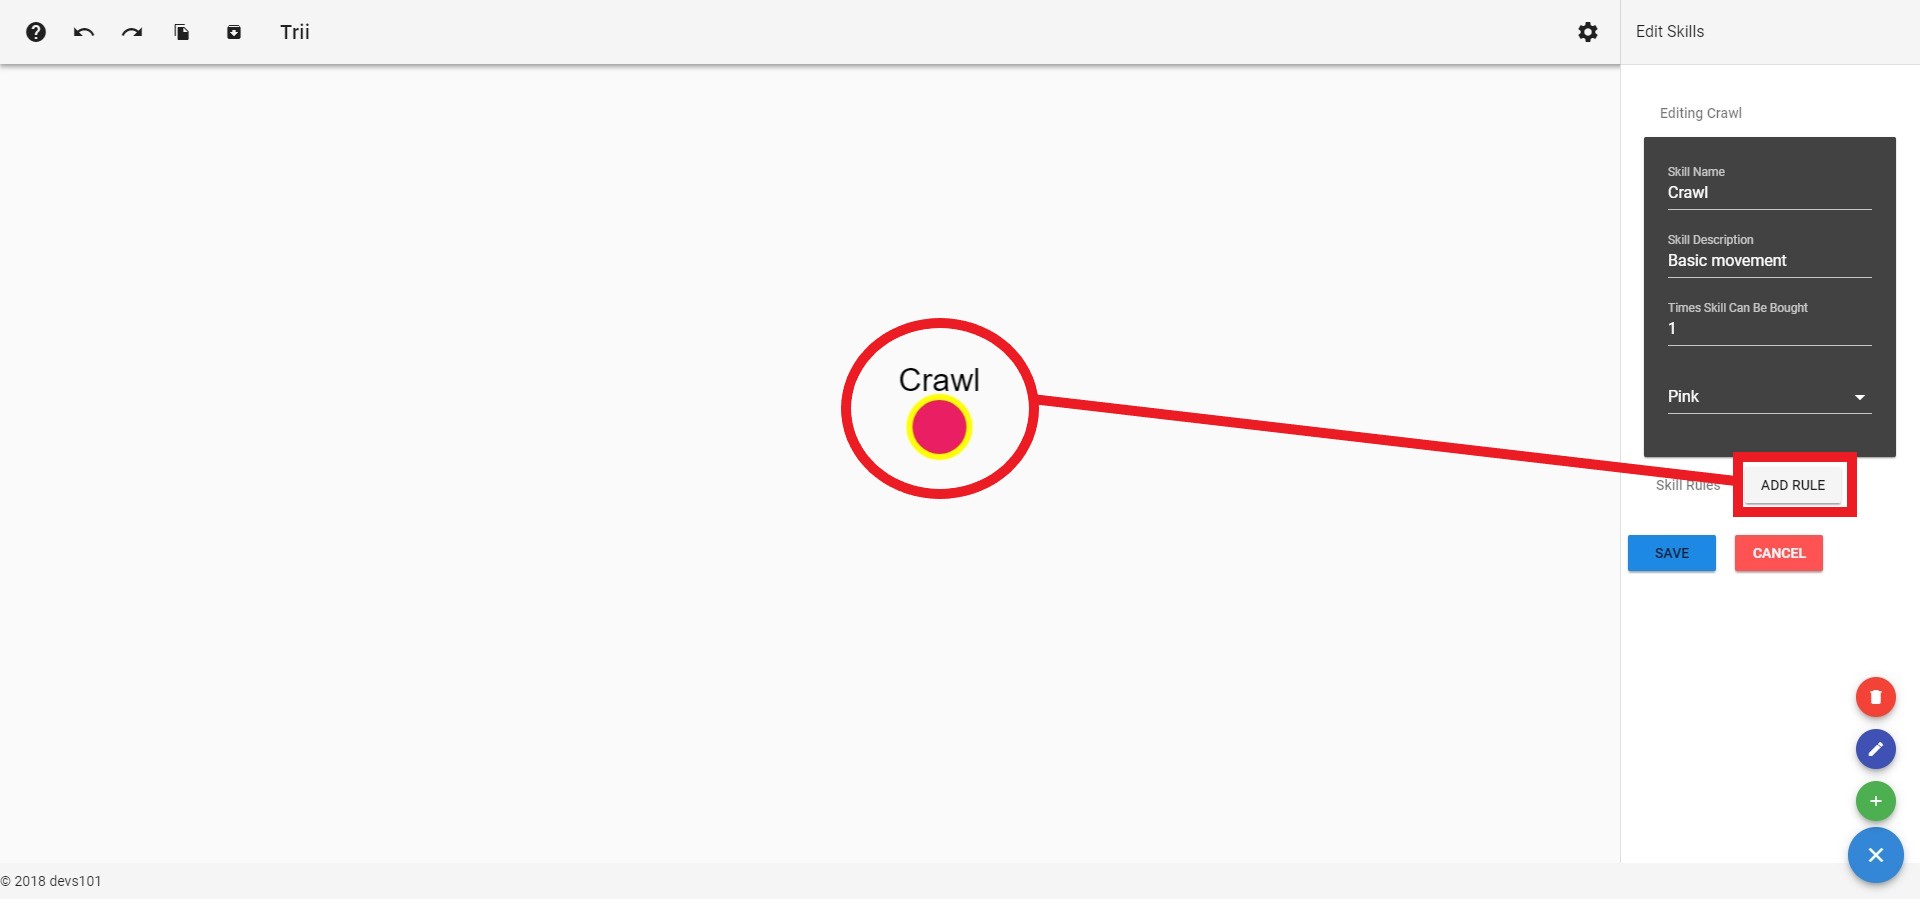 Trii
Edit Skills
Editing Crawl
Skill Name
Crawl
Skill Description
Basic movement
Times Skill Can Be Bought
1
Pink
Crawl
Skill Rules
ADD RULE
SAVE
CANCEL
© 2018 devs101